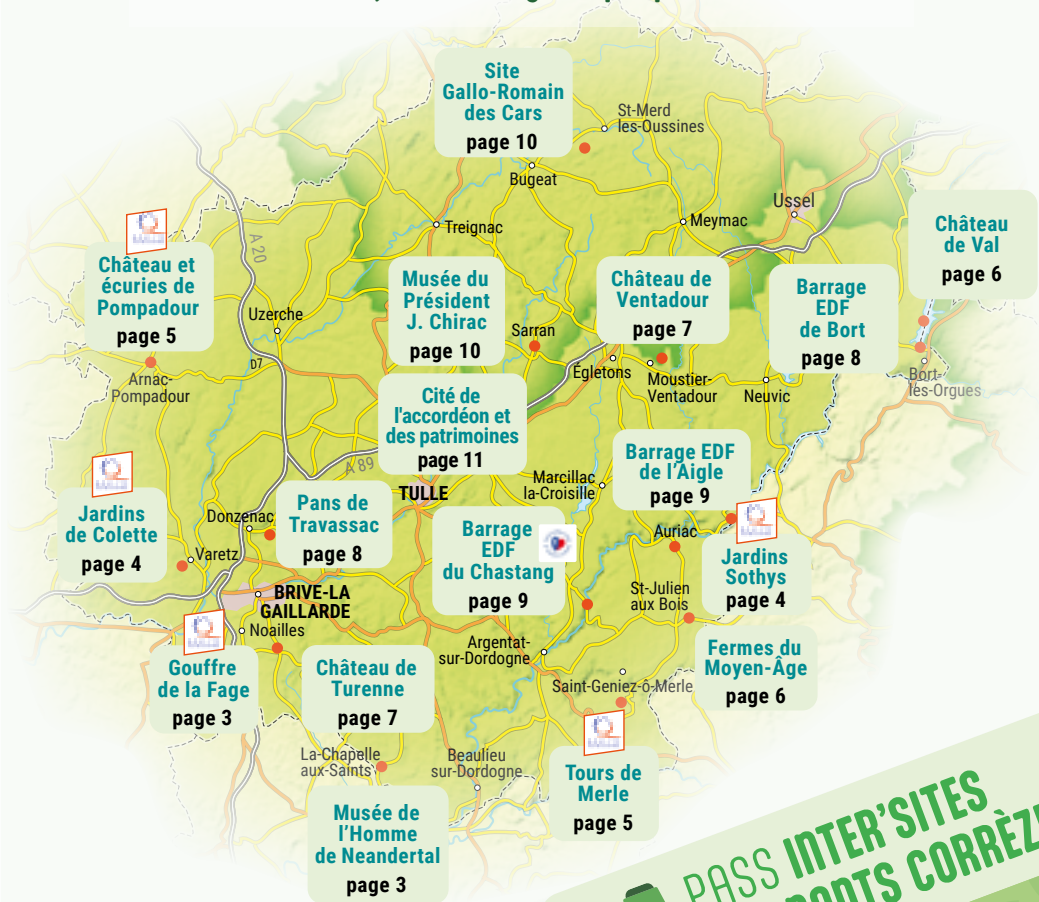 Site
Gallo-Romain
des Cars
page 10
St-Merd
les-Oussines
Bugeat
Ussel
Treignac
Meymac
Château
de Val
page 6
A 20
Château et
écuries de
Pompadour
page 5
Musée du
Président
J. Chirac
page 10
Château de
Ventadour
page 7
Barrage
EDF
de Bort
page 8
Uzerche
Sarran
D7
Arnac-
Pompadour
Égletons
Moustier-
Ventadour
Neuvic
Bort-
les-Orgues
Cité de
l'accordéon et
des patrimoines
page 11
A 89
TULLE
Marcillac
la-Croisille
Barrage EDF
de l'Aigle
page 9
Jardins
de Colette
page 4
Donzenac
Varetz
Pans de
Travassac
page 8
Barrage
EDF
du Chastang
page 9
Auriac
Jardins
Sothys
page 4
BRIVE-LA
GAILLARDE
Noailles
St-Julien
aux Bois
Argentat-
sur-Dordogne
Fermes du
Moyen-Âge
page 6
Gouffre
de la Fage
page 3
Château de
Turenne
page 7
Saint-Geniez-ô-Merle
La-Chapelle
aux-Saints
Beaulieu
sur-Dordogne
Tours de
Merle
page 5
Musée de
l'Homme
de Neandertal
page 3
PASS INTER'SITES